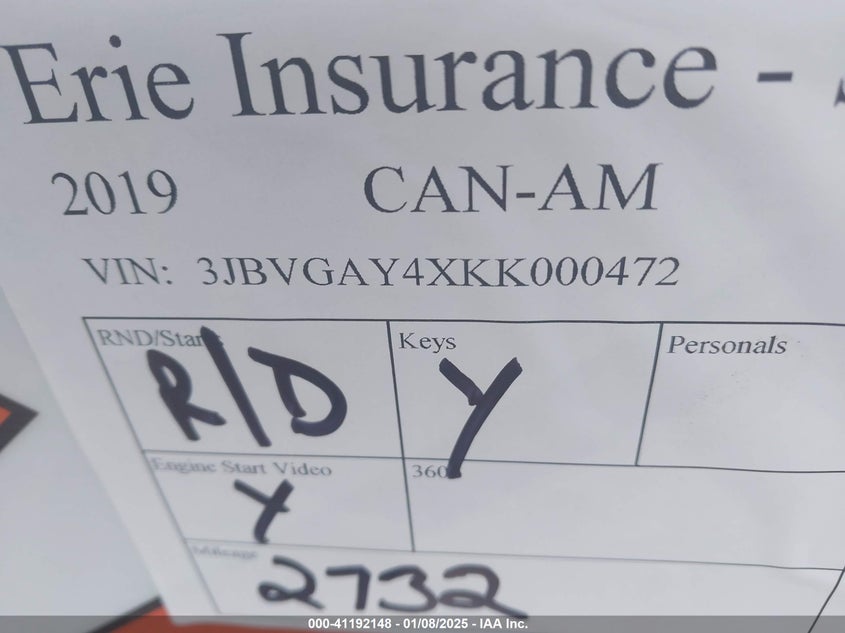 Erie Insurance -
2019 CAN-AM
VIN: 3JBVGAY4XKK000472
RND/Start Keys Personals
R/D Y
Engine Start Video 360
Y
Mileage
2732
000-41192148 - 01/08/2025 - IAA Inc.